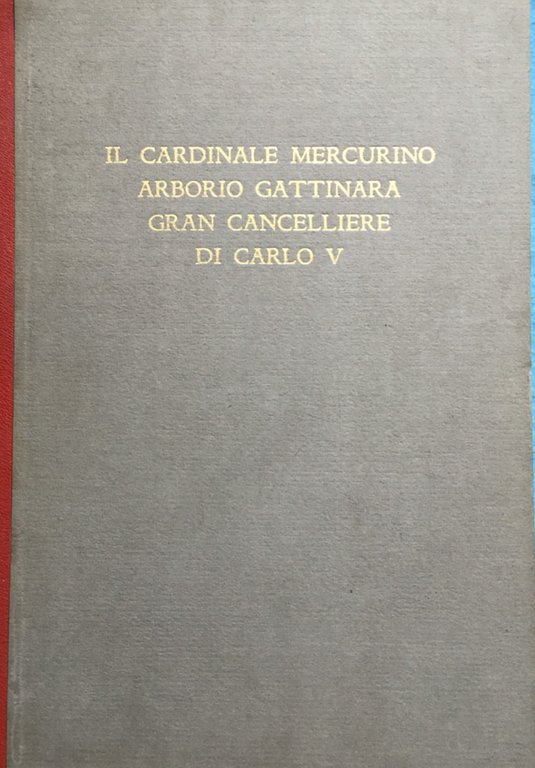 IL CARDINALE MERCURINO
ARBORIO GATTINARA
GRAN CANCELLIERE
DI CARLO V